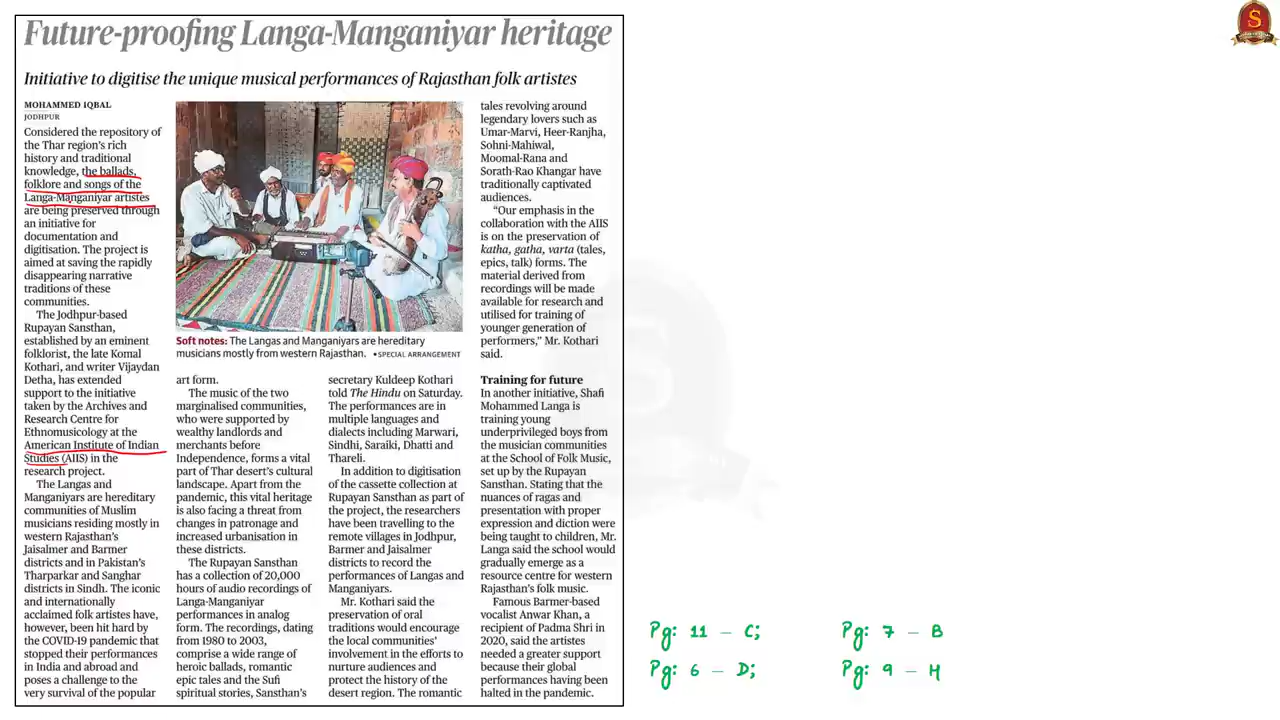 Future-proofing Langa-Manganiyar heritage
Initiative to digitise the unique musical performances of Rajasthan folk artistes
MOHAMMED IQBAL
JODHPUR
Considered the repository of
the Thar region's rich
history and traditional
knowledge, the ballads,
folklore and songs of the
Langa-Manganiyar artistes
are being preserved through
an initiative for
documentation and
digitisation. The project is
aimed at saving the rapidly
disappearing narrative
traditions of these
communities.
The Jodhpur-based
Rupayan Sansthan,
established by an eminent
folklorist, the late Komal
Kothari, and writer Vijaydan
Detha, has extended
support to the initiative
taken by the Archives and
Research Centre for
Ethnomusicology at the
American Institute of Indian
Studies (AIIS) in the
research project.
The Langas and
Manganiyars are hereditary
communities of Muslim
musicians residing mostly in
western Rajasthan's
Jaisalmer and Barmer
districts and in Pakistan's
Tharparkar and Sanghar
districts in Sindh. The iconic
and internationally
acclaimed folk artistes have,
however, been hit hard by
the COVID-19 pandemic that
stopped their performances
in India and abroad and
poses a challenge to the
very survival of the popular
Soft notes: The Langas and Manganiyars are hereditary
musicians mostly from western Rajasthan. •SPECIAL ARRANGEMENT
art form.
The music of the two
marginalised communities,
who were supported by
wealthy landlords and
merchants before
Independence, forms a vital
part of Thar desert's cultural
landscape. Apart from the
pandemic, this vital heritage
is also facing a threat from
changes in patronage and
increased urbanisation in
these districts.
The Rupayan Sansthan
has a collection of 20,000
hours of audio recordings of
Langa-Manganiyar
performances in analog
form. The recordings, dating
from 1980 to 2003,
comprise a wide range of
heroic ballads, romantic
epic tales and the Sufi
spiritual stories, Sansthan's
secretary Kuldeep Kothari
told The Hindu on Saturday.
The performances are in
multiple languages and
dialects including Marwari,
Sindhi, Saraiki, Dhatti and
Thareli.
In addition to digitisation
of the cassette collection at
Rupayan Sansthan as part of
the project, the researchers
have been travelling to the
remote villages in Jodhpur,
Barmer and Jaisalmer
districts to record the
performances of Langas and
Manganiyars.
Mr. Kothari said the
preservation of oral
traditions would encourage
the local communities'
involvement in the efforts to
nurture audiences and
protect the history of the
desert region. The romantic
tales revolving around
legendary lovers such as
Umar-Marvi, Heer-Ranjha,
Sohni-Mahiwal,
Moomal-Rana and
Sorath-Rao Khangar have
traditionally captivated
audiences.
"Our emphasis in the
collaboration with the AIIS
is on the preservation of
katha, gatha, varta (tales,
epics, talk) forms. The
material derived from
recordings will be made
available for research and
utilised for training of
younger generation of
performers," Mr. Kothari
said.
Training for future
In another initiative, Shafi
Mohammed Langa is
training young
underprivileged boys from
the musician communities
at the School of Folk Music,
set up by the Rupayan
Sansthan. Stating that the
nuances of ragas and
presentation with proper
expression and diction were
being taught to children, Mr.
Langa said the school would
gradually emerge as a
resource centre for western
Rajasthan's folk music.
Famous Barmer-based
vocalist Anwar Khan, a
recipient of Padma Shri in
2020, said the artistes
needed a greater support
because their global
performances having been
halted in the pandemic.
S
Pg: 11 – C; Pg: 7 – B
Pg: 6 – D; Pg: 9 – H